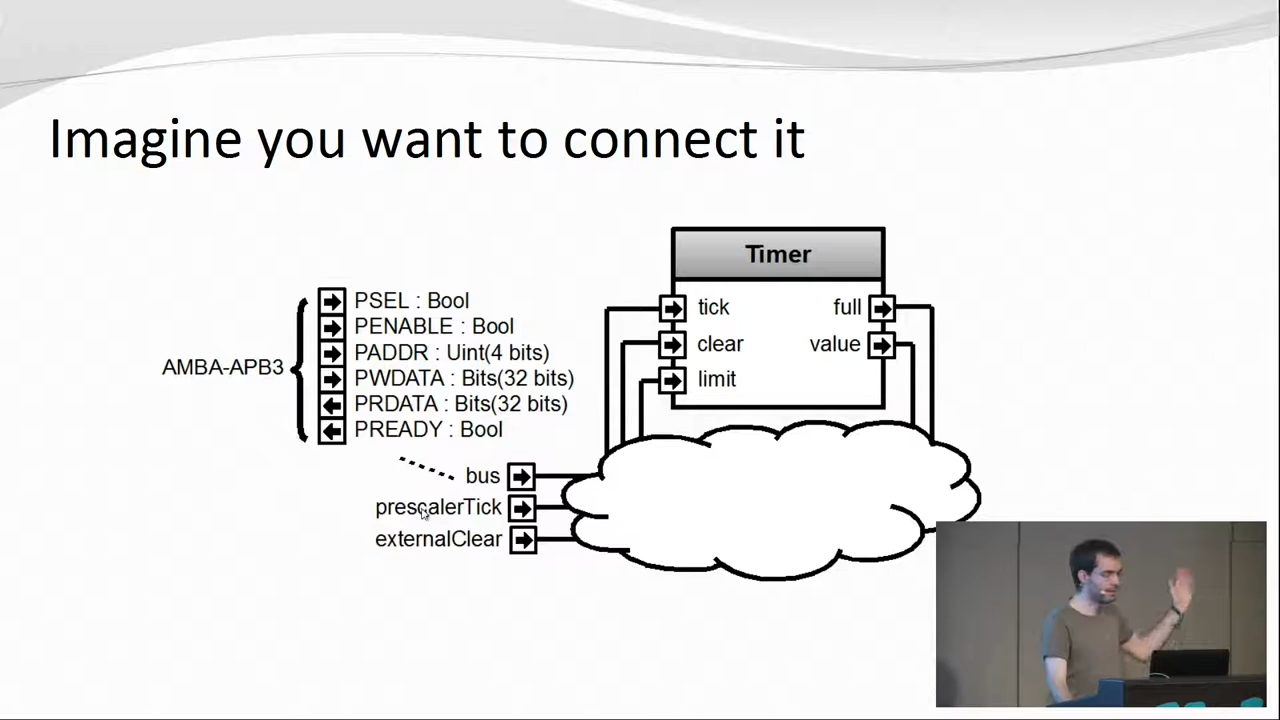 Imagine you want to connect it
Timer
tick
full
clear
value
limit
AMBA-APB3
PSEL : Bool
PENABLE : Bool
PADDR : Uint(4 bits)
PWDATA : Bits(32 bits)
PRDATA : Bits(32 bits)
PREADY : Bool
bus
prescalerTick
externalClear